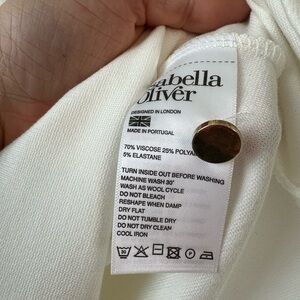 abella
oliver
DESIGNED IN LONDON
MADE IN PORTUGAL
70% VISCOSE 25% POLYA
5% ELASTANE
TURN INSIDE OUT BEFORE WASHING
MACHINE WASH 30°
WASH AS WOOL CYCLE
DO NOT BLEACH
RESHAPE WHEN DAMP
DRY FLAT
DO NOT TUMBLE DRY
DO NOT DRY CLEAN
COOL IRON